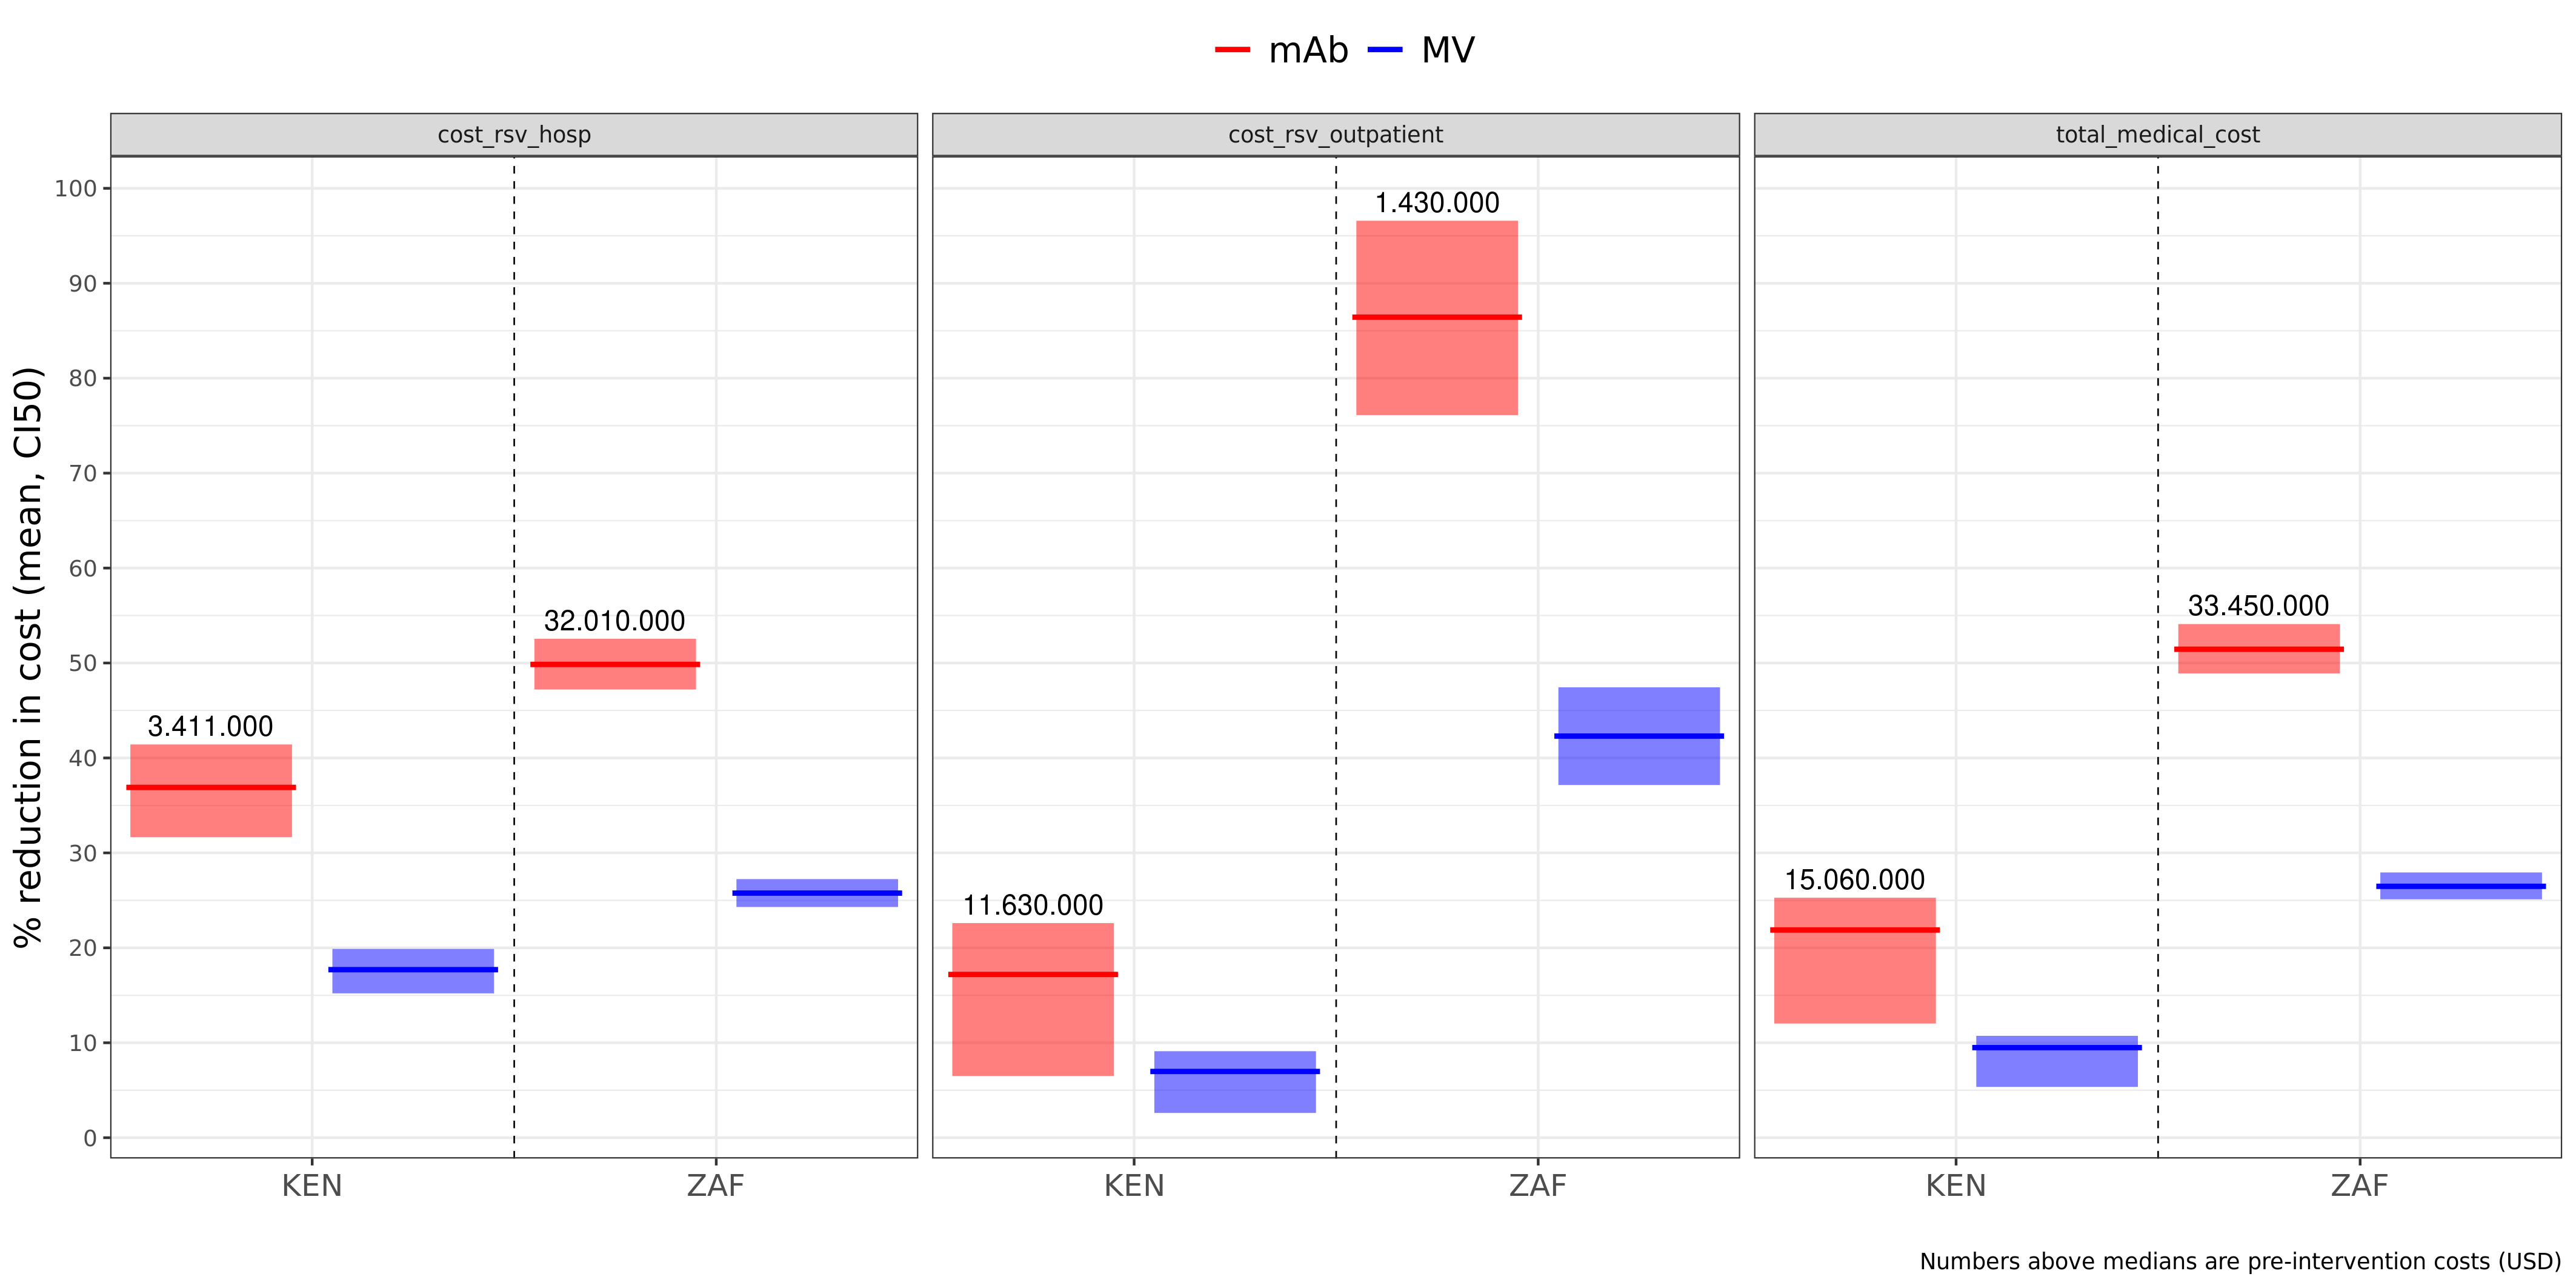 mAb MV
cost_rsv_hosp
cost_rsv_outpatient
total_medical_cost
% reduction in cost (mean, CI50)
100
90
80
70
60
50
40
30
20
10
0
3.411.000
32.010.000
11.630.000
1.430.000
15.060.000
33.450.000
KEN ZAF
KEN ZAF
KEN ZAF
Numbers above medians are pre-intervention costs (USD)